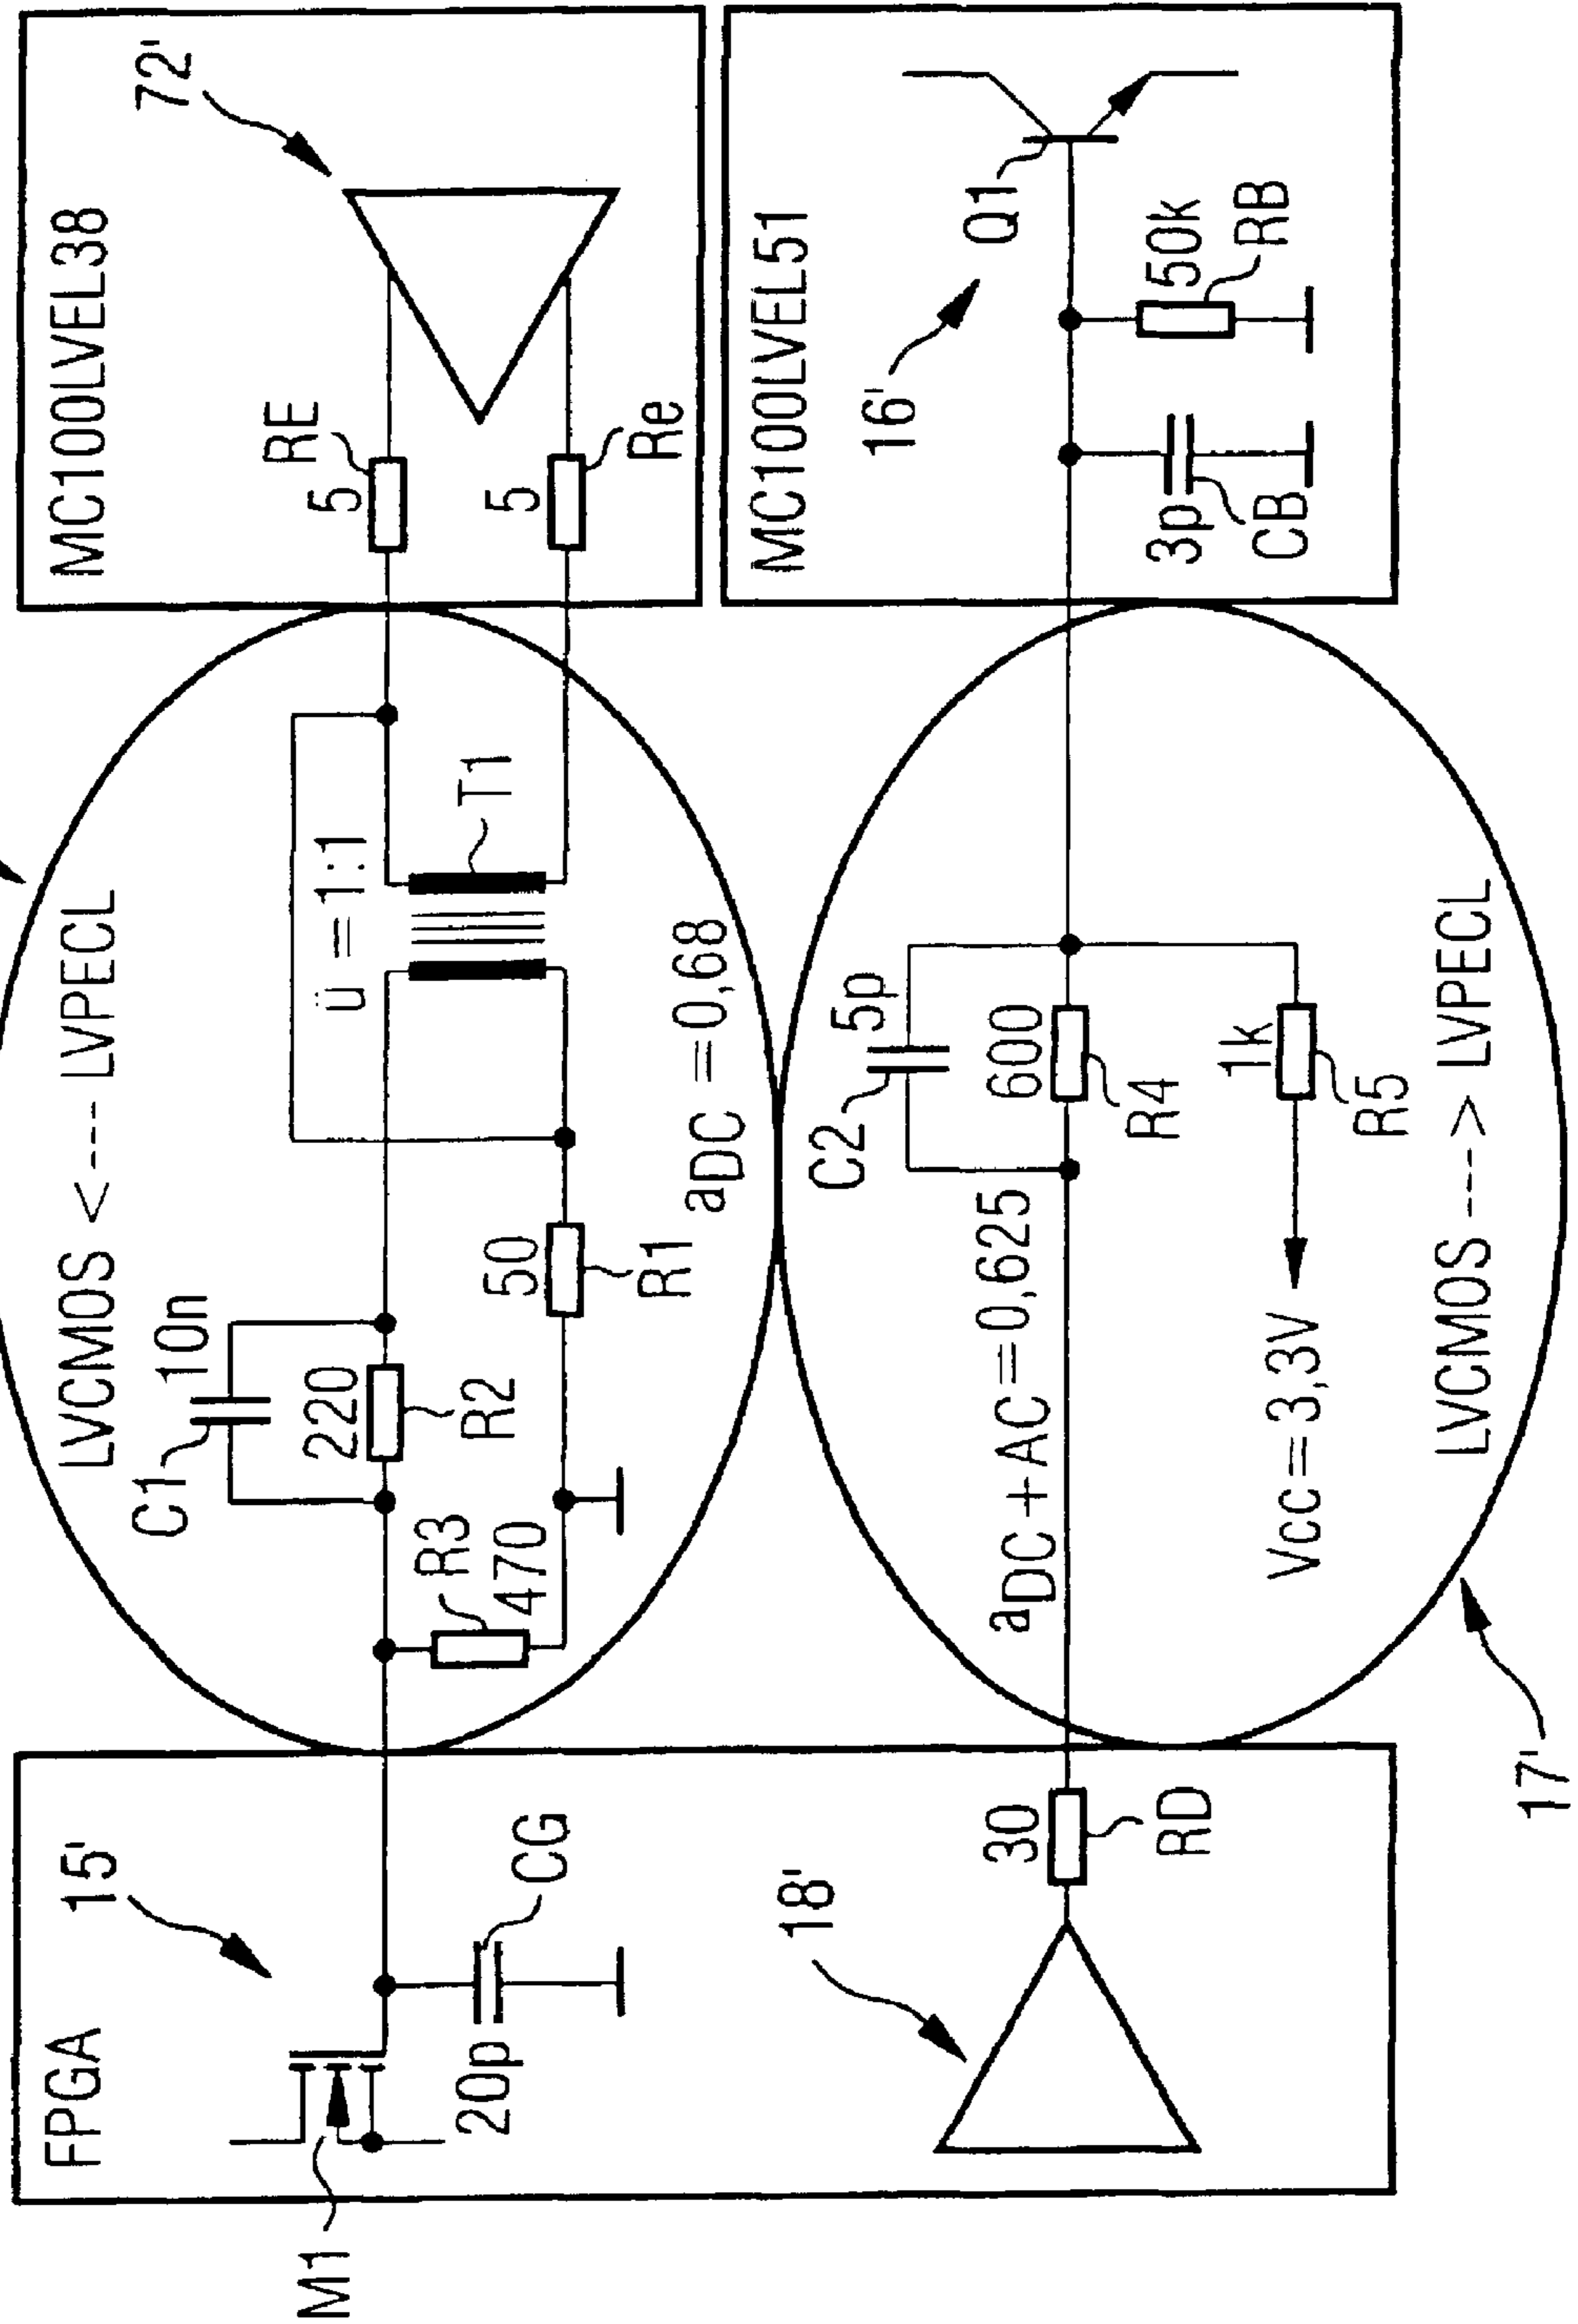 FPGA
15'
M1
20p
CG
18'
30
RD
LVCMOS <--- LVPECL
C1
10n
220
R2
R3
470
50
R1
Ü=1:1
T1
aDC=0,68
MC100LVEL38
72'
RE
5
5
Re
aDC+AC=0,625
C2
5p
600
R4
1k
R5
Vcc=3,3V
LVCMOS ---> LVPECL
17'
MC100LVEL51
16'
Q1
3p
CB
50k
RB